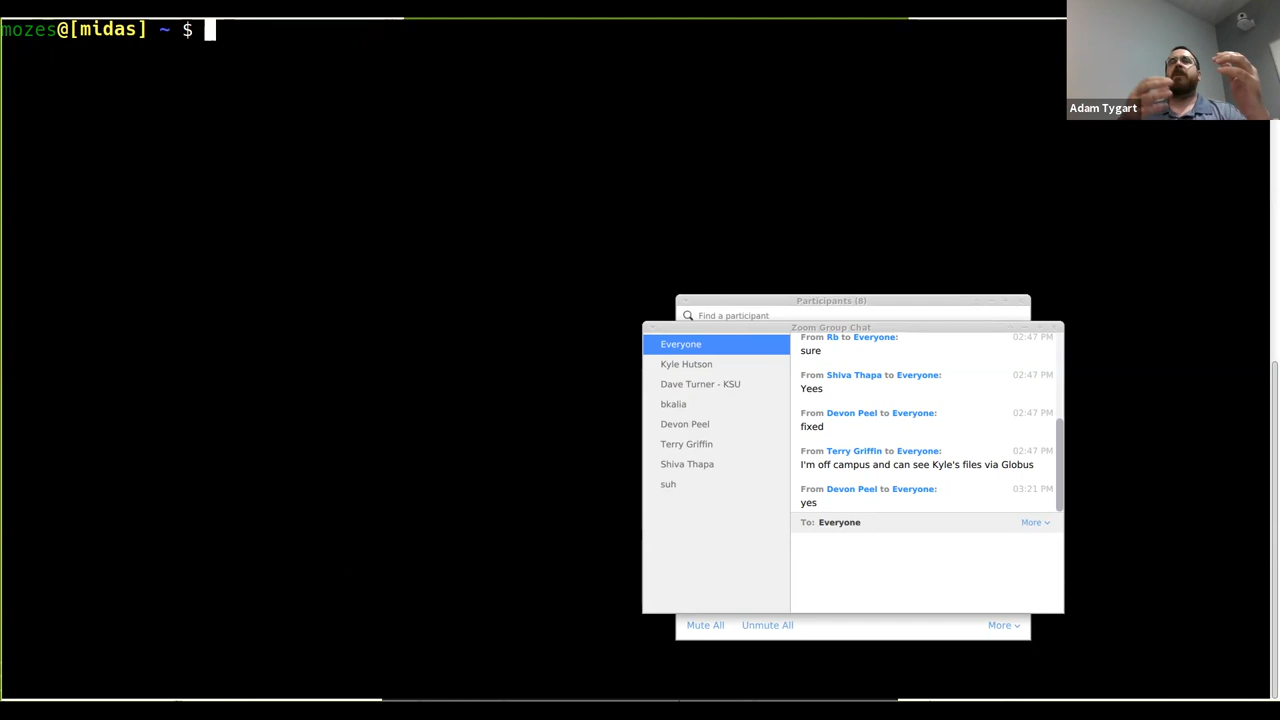 mozes@[midas] ~ $
Adam Tygart
Participants (8)
Find a participant
Zoom Group Chat
Everyone
Kyle Hutson
Dave Turner - KSU
bkalia
Devon Peel
Terry Griffin
Shiva Thapa
suh
From Rb to Everyone: 02:47 PM
sure
From Shiva Thapa to Everyone: 02:47 PM
Yees
From Devon Peel to Everyone: 02:47 PM
fixed
From Terry Griffin to Everyone: 02:47 PM
I'm off campus and can see Kyle's files via Globus
From Devon Peel to Everyone: 03:21 PM
yes
To: Everyone More
Mute All Unmute All More